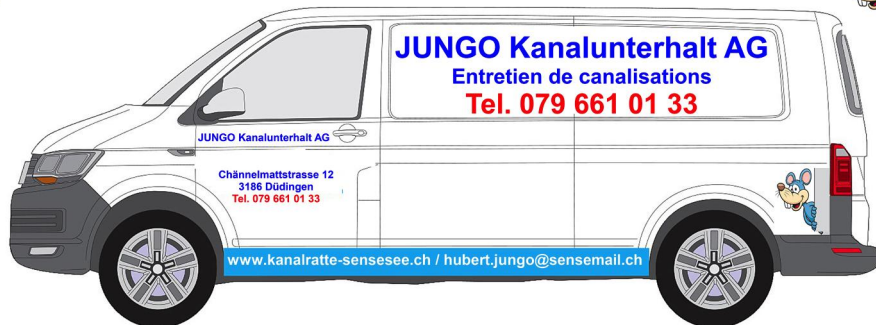 JUNGO Kanalunterhalt AG
Entretien de canalisations
Tel. 079 661 01 33
JUNGO Kanalunterhalt AG
Chännelmattstrasse 12
3186 Düdingen
Tel. 079 661 01 33
www.kanalratte-sensesee.ch / hubert.jungo@sensemail.ch